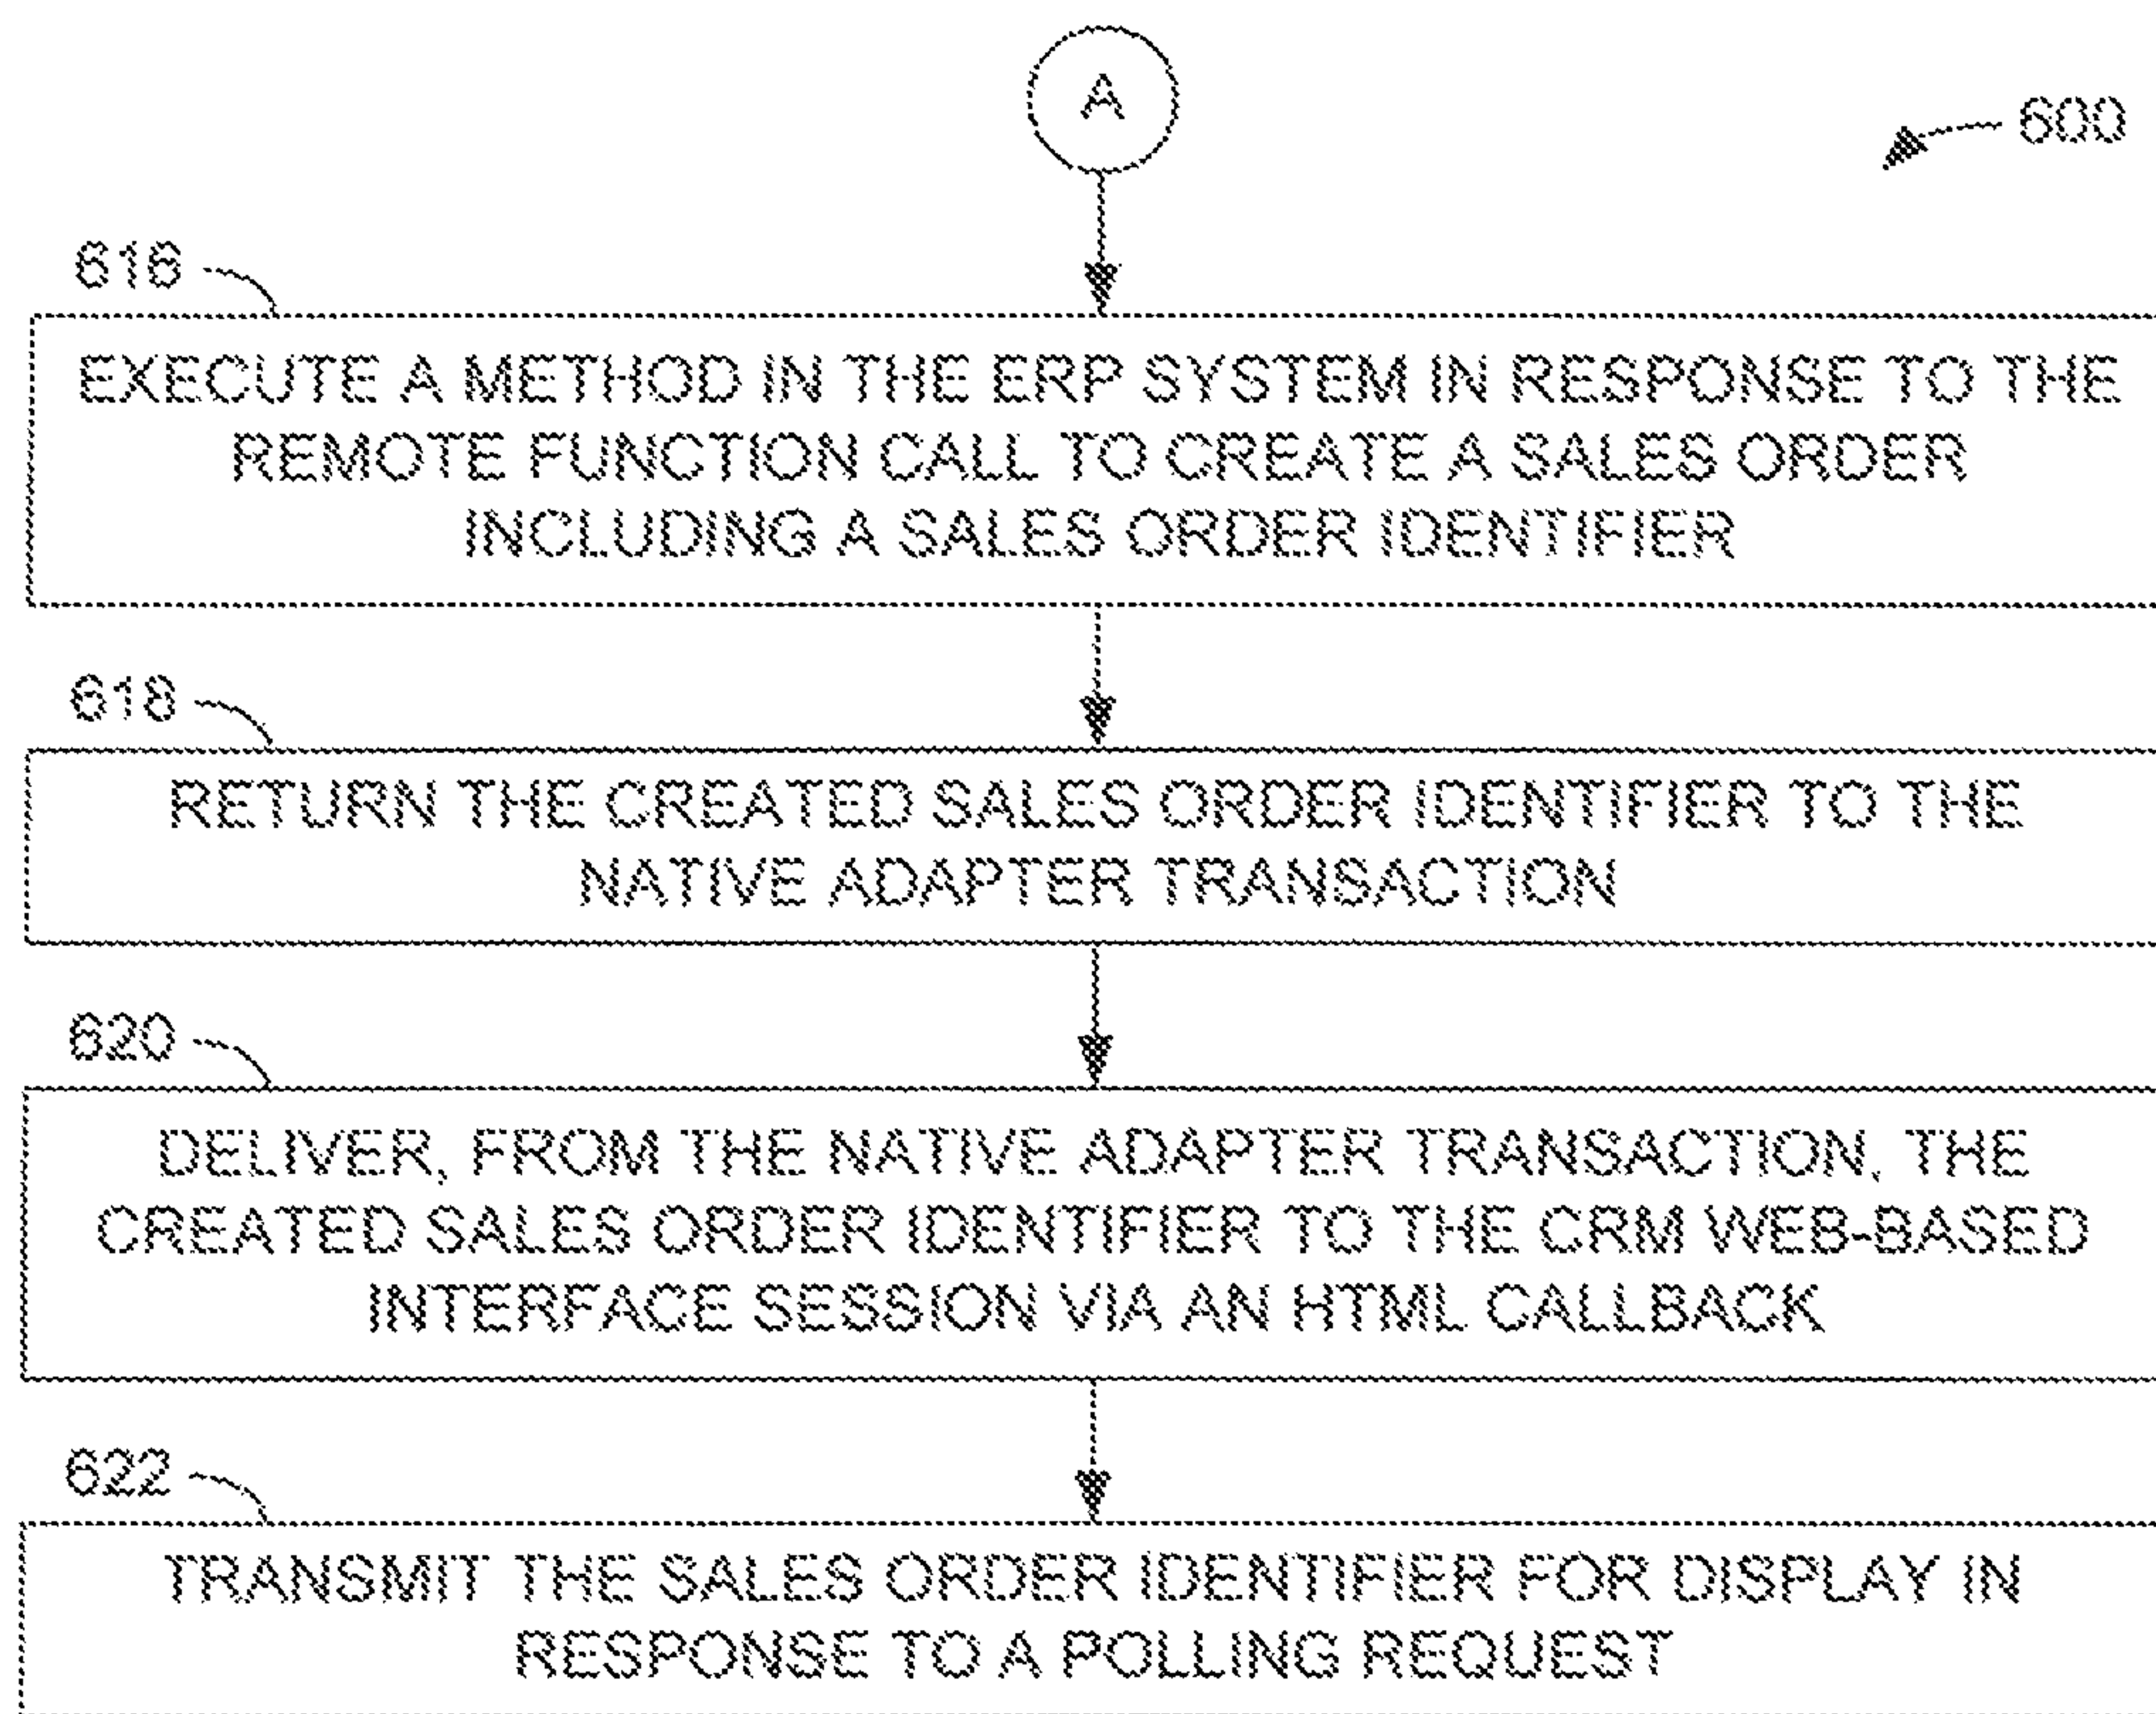 A
600
616
EXECUTE A METHOD IN THE ERP SYSTEM IN RESPONSE TO THE
REMOTE FUNCTION CALL TO CREATE A SALES ORDER
INCLUDING A SALES ORDER IDENTIFIER
618
RETURN THE CREATED SALES ORDER IDENTIFIER TO THE
NATIVE ADAPTER TRANSACTION
620
DELIVER, FROM THE NATIVE ADAPTER TRANSACTION, THE
CREATED SALES ORDER IDENTIFIER TO THE CRM WEB-BASED
INTERFACE SESSION VIA AN HTML CALLBACK
622
TRANSMIT THE SALES ORDER IDENTIFIER FOR DISPLAY IN
RESPONSE TO A POLLING REQUEST